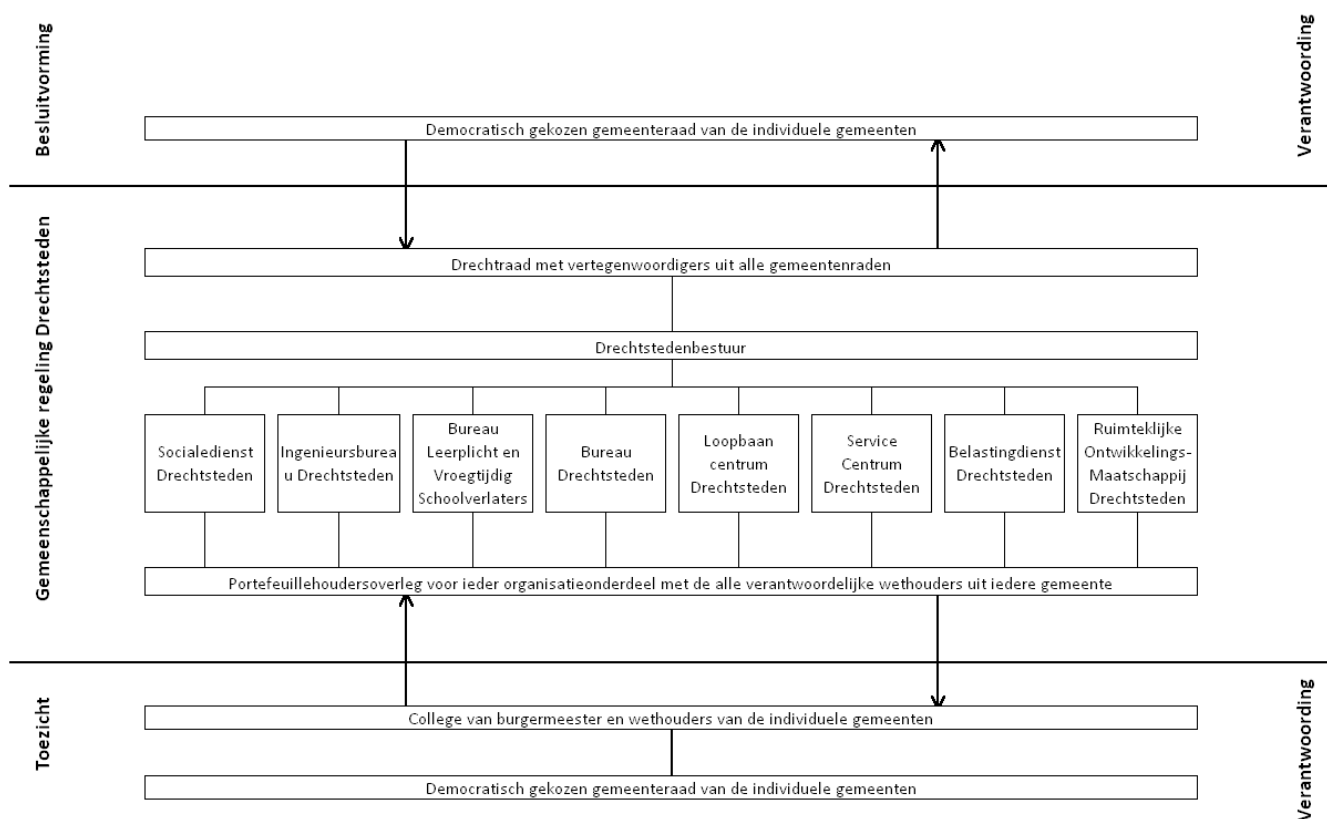 Besluitvorming
Verantwoording
Democratisch gekozen gemeenteraad van de individuele gemeenten
Gemeenschappelijke regeling Drechtsteden
Drechtraad met vertegenwoordigers uit alle gemeentenraden
Drechtstedenbestuur
Socialedienst
Drechtsteden
Ingenieursburea
u Drechtsteden
Bureau
Leerplicht en
Vroegtijdig
Schoolverlaters
Bureau
Drechtsteden
Loopbaan
centrum
Drechtsteden
Service
Centrum
Drechtsteden
Belastingdienst
Drechtsteden
Ruimteklijke
Ontwikkelings-
Maatschappij
Drechtsteden
Portefeuillehoudersoverleg voor ieder organisatieonderdeel met de alle verantwoordelijke wethouders uit iedere gemeente
Toezicht
Verantwoording
College van burgermeester en wethouders van de individuele gemeenten
Democratisch gekozen gemeenteraad van de individuele gemeenten